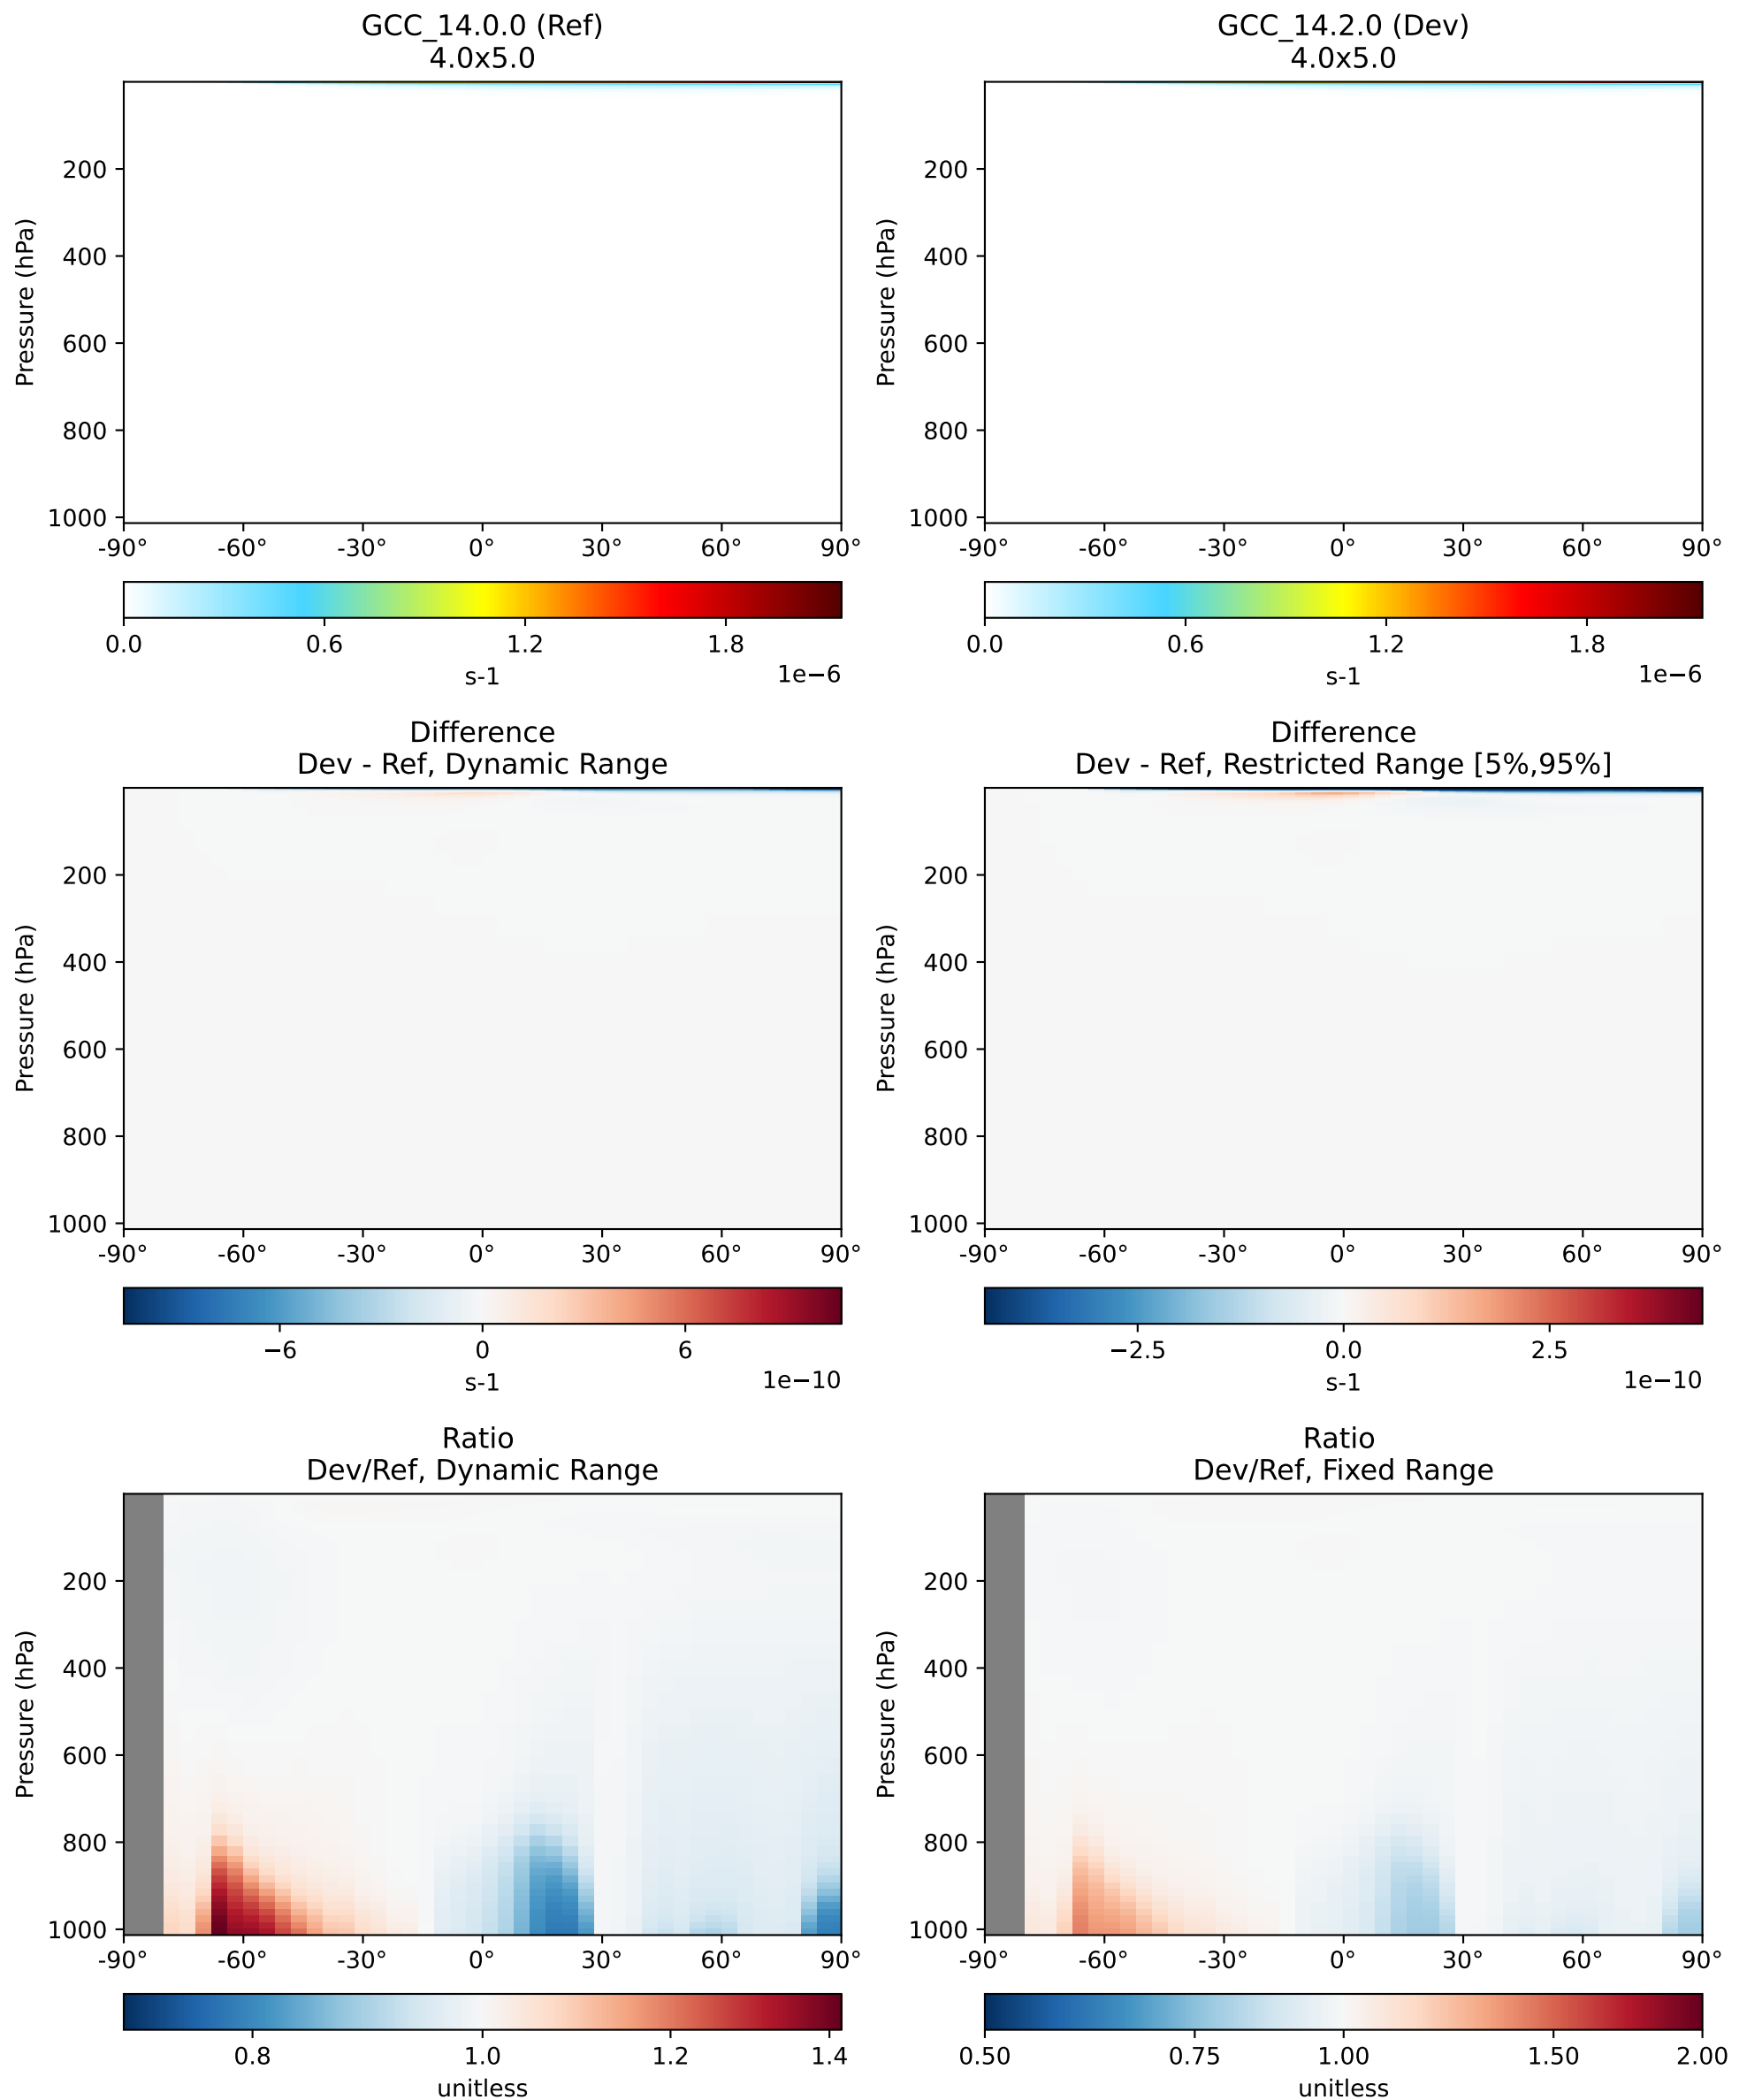 GCC_14.0.0 (Ref)
4.0x5.0
Pressure (hPa)
200
400
600
800
1000
-90° -60° -30° 0° 30° 60° 90°
0.0 0.6 1.2 1.8
s-1
1e−6
GCC_14.2.0 (Dev)
4.0x5.0
Pressure (hPa)
200
400
600
800
1000
-90° -60° -30° 0° 30° 60° 90°
0.0 0.6 1.2 1.8
s-1
1e−6
Difference
Dev - Ref, Dynamic Range
Pressure (hPa)
200
400
600
800
1000
-90° -60° -30° 0° 30° 60° 90°
−6 0 6
s-1
1e−10
Difference
Dev - Ref, Restricted Range [5%,95%]
Pressure (hPa)
200
400
600
800
1000
-90° -60° -30° 0° 30° 60° 90°
−2.5 0.0 2.5
s-1
1e−10
Ratio
Dev/Ref, Dynamic Range
Pressure (hPa)
200
400
600
800
1000
-90° -60° -30° 0° 30° 60° 90°
0.8 1.0 1.2 1.4
unitless
Ratio
Dev/Ref, Fixed Range
Pressure (hPa)
200
400
600
800
1000
-90° -60° -30° 0° 30° 60° 90°
0.50 0.75 1.00 1.50 2.00
unitless